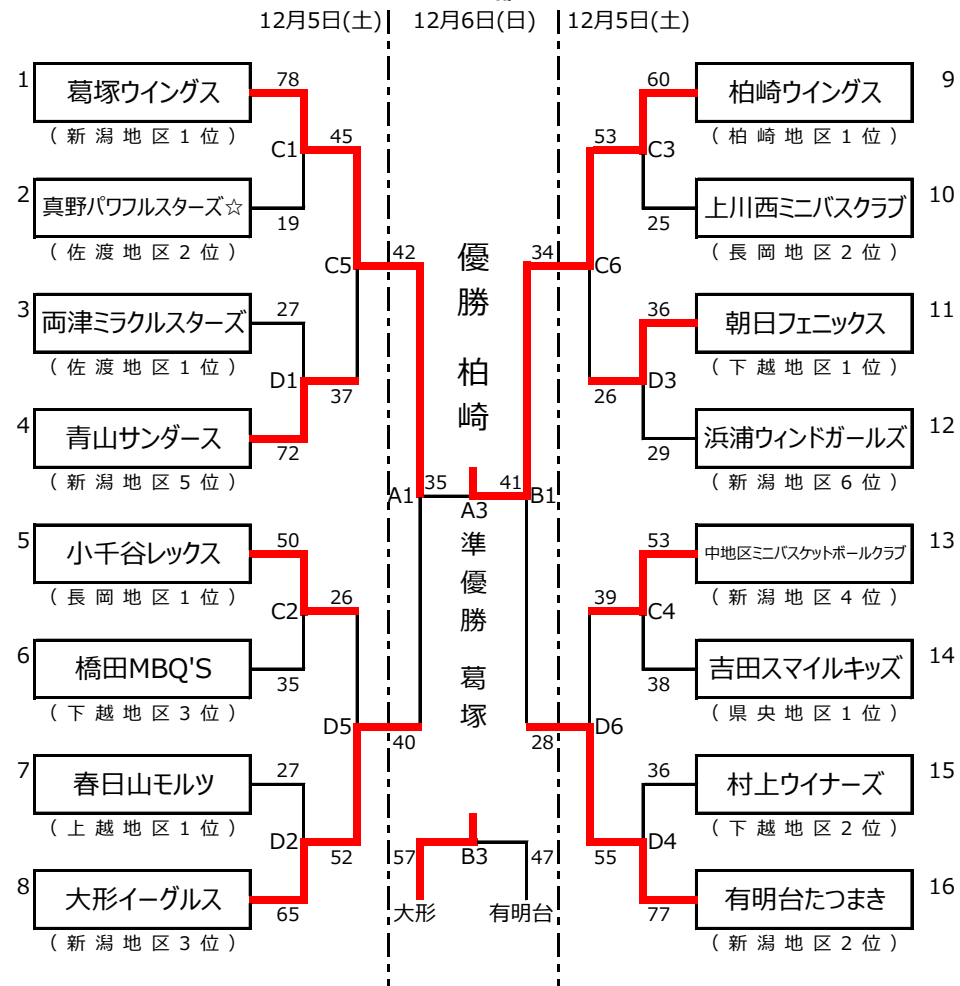 12月5日(土) 12月6日(日) 12月5日(土)
1 葛塚ウイングス 78
(新潟地区1位)
C1 45
2 真野パワフルスターズ☆ 19
(佐渡地区2位)
C5 42
3 両津ミラクルスターズ 27
(佐渡地区1位)
D1 37
4 青山サンダース 72
(新潟地区5位)
A1 35
5 小千谷レックス 50
(長岡地区1位)
C2 26
6 橋田MBQ'S 35
(下越地区3位)
D5 40
7 春日山モルツ 27
(上越地区1位)
D2 52
8 大形イーグルス 65
(新潟地区3位)
優勝 柏崎
A3
準優勝 葛塚
57 B3 47
大形 有明台
60 柏崎ウイングス 9
(柏崎地区1位)
53 C3
25 上川西ミニバスクラブ 10
(長岡地区2位)
34 C6
36 朝日フェニックス 11
(下越地区1位)
26 D3
29 浜浦ウィンドガールズ 12
(新潟地区6位)
41 B1
53 中地区ミニバスケットボールクラブ 13
(新潟地区4位)
39 C4
38 吉田スマイルキッズ 14
(県央地区1位)
28 D6
36 村上ウイナーズ 15
(下越地区2位)
55 D4
77 有明台たつまき 16
(新潟地区2位)